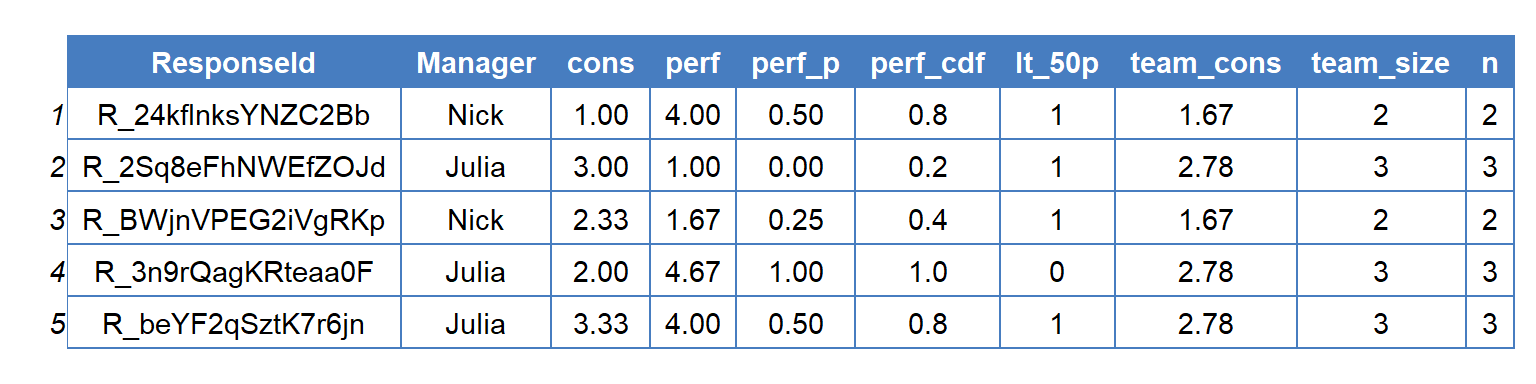 ResponseId Manager cons perf perf_p perf_cdf lt_50p team_cons team_size n
1 R_24kflnksYNZC2Bb Nick 1.00 4.00 0.50 0.8 1 1.67 2 2
2 R_2Sq8eFhNWEfZOJd Julia 3.00 1.00 0.00 0.2 1 2.78 3 3
3 R_BWjnVPEG2iVgRKp Nick 2.33 1.67 0.25 0.4 1 1.67 2 2
4 R_3n9rQagKRteaa0F Julia 2.00 4.67 1.00 1.0 0 2.78 3 3
5 R_beYF2qSztK7r6jn Julia 3.33 4.00 0.50 0.8 1 2.78 3 3